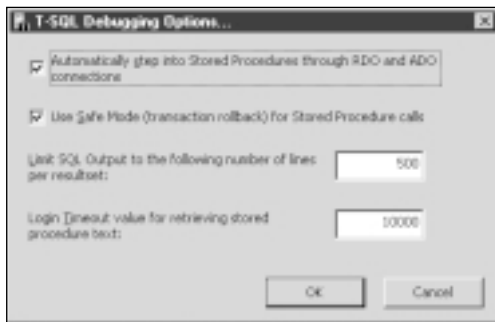 T-SQL Debugging Options...
Automatically step into Stored Procedures through RDO and ADO
connections
Use Safe Mode (transaction rollback) for Stored Procedure calls
Limit SQL Output to the following number of lines
per resultset:
500
Login Timeout value for retrieving stored
procedure text:
10000
OK
Cancel